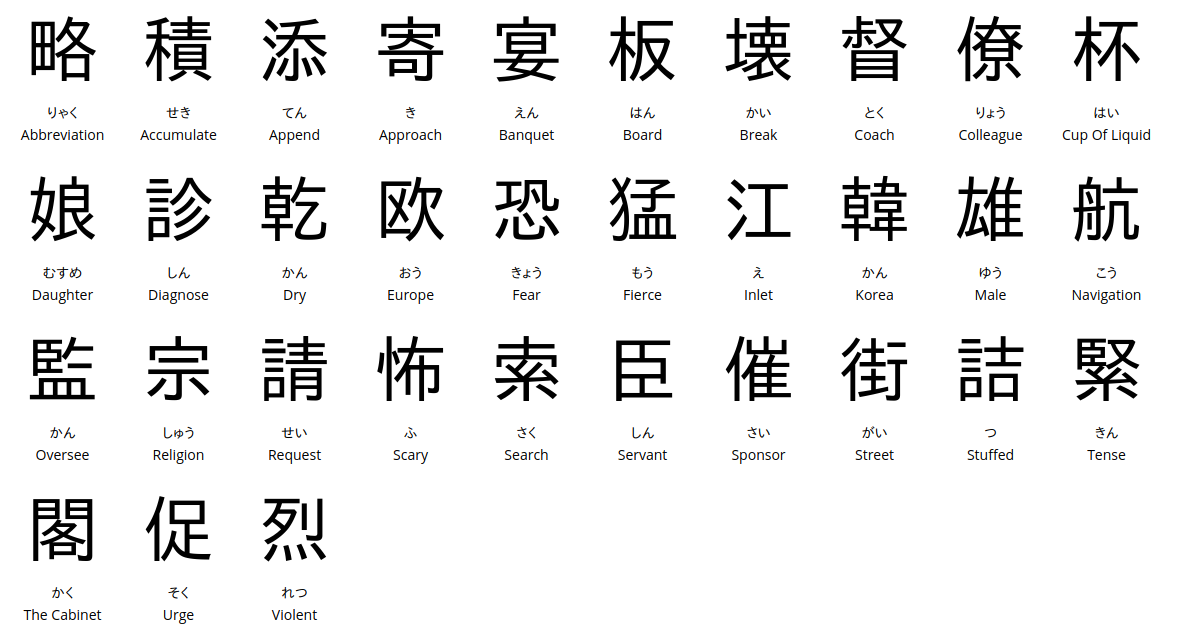 略 積 添 寄 宴 板 壊 督 僚 杯
りゃく せき てん き えん はん かい とく りょう はい
Abbreviation Accumulate Append Approach Banquet Board Break Coach Colleague Cup Of Liquid
娘 診 乾 欧 恐 猛 江 韓 雄 航
むすめ しん かん おう きょう もう え かん ゆう こう
Daughter Diagnose Dry Europe Fear Fierce Inlet Korea Male Navigation
監 宗 請 怖 索 臣 催 街 詰 緊
かん しゅう せい ふ さく しん さい がい つ きん
Oversee Religion Request Scary Search Servant Sponsor Street Stuffed Tense
閣 促 烈
かく そく れつ
The Cabinet Urge Violent